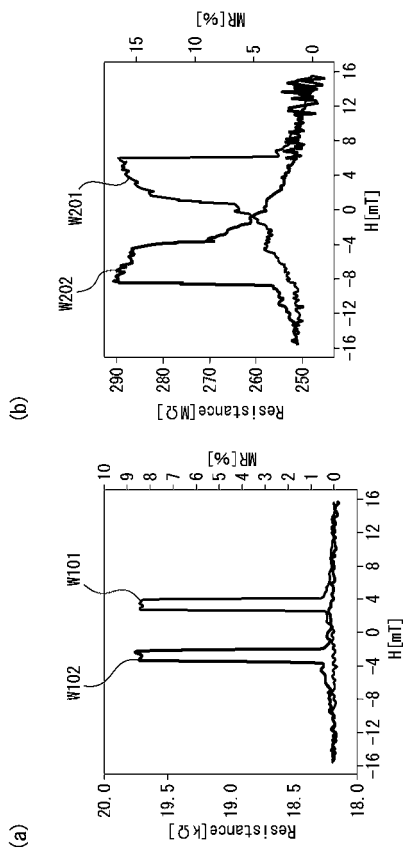 (a)
Resistance[kΩ]
20.0
19.5
19.0
18.5
18.0
W102
W101
10
9
8
7
6
5
4
3
2
1
0
MR[%]
-16 -12 -8 -4 0 4 8 12 16
H[mT]
(b)
Resistance[MΩ]
290
280
270
260
250
W202
W201
15
10
5
0
MR[%]
-16 -12 -8 -4 0 4 8 12 16
H[mT]